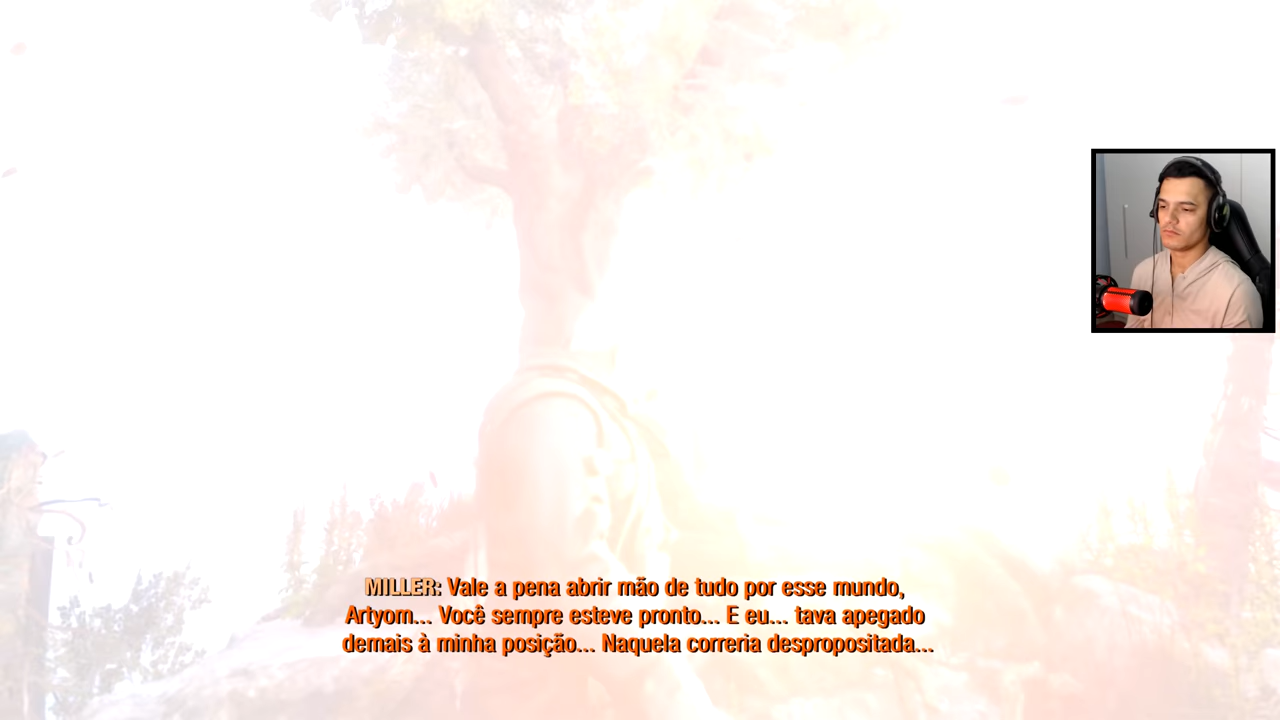 MILLER: Vale a pena abrir mão de tudo por esse mundo,
Artyom... Você sempre esteve pronto... E eu... tava apegado
demais à minha posição... Naquela correria despropositada...